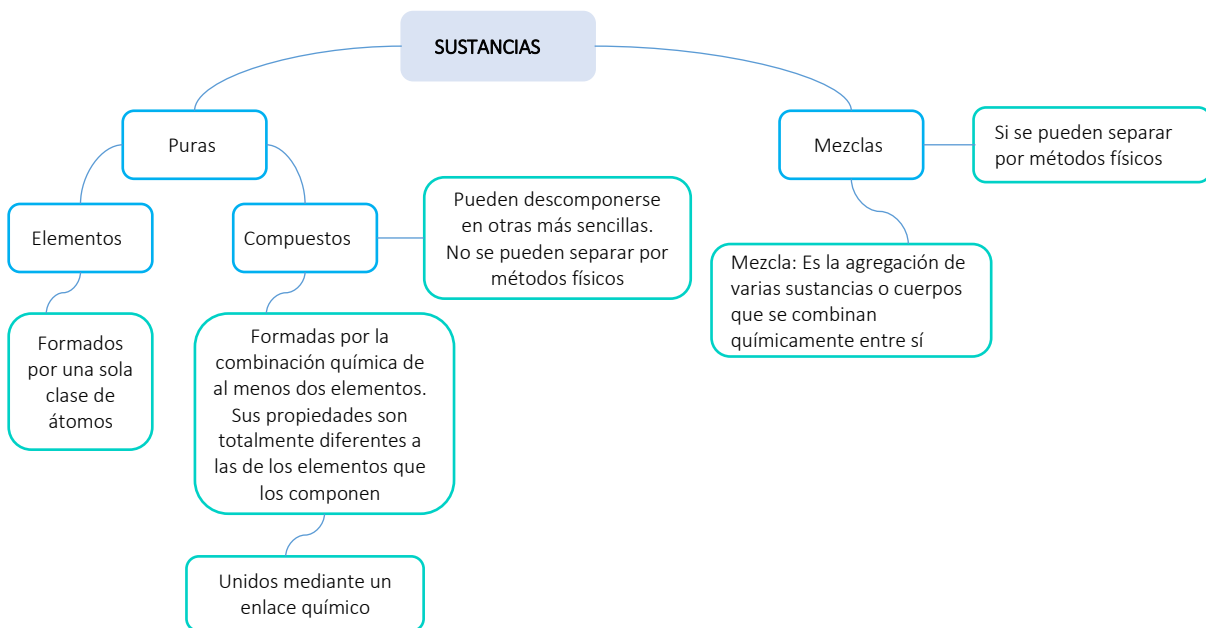 SUSTANCIAS
Puras
Mezclas
Si se pueden separar
por métodos físicos
Elementos
Compuestos
Pueden descomponerse
en otras más sencillas.
No se pueden separar por
métodos físicos
Mezcla: Es la agregación de
varias sustancias o cuerpos
que se combinan
químicamente entre sí
Formados
por una sola
clase de
átomos
Formadas por la
combinación química de
al menos dos elementos.
Sus propiedades son
totalmente diferentes a
las de los elementos que
los componen
Unidos mediante un
enlace químico